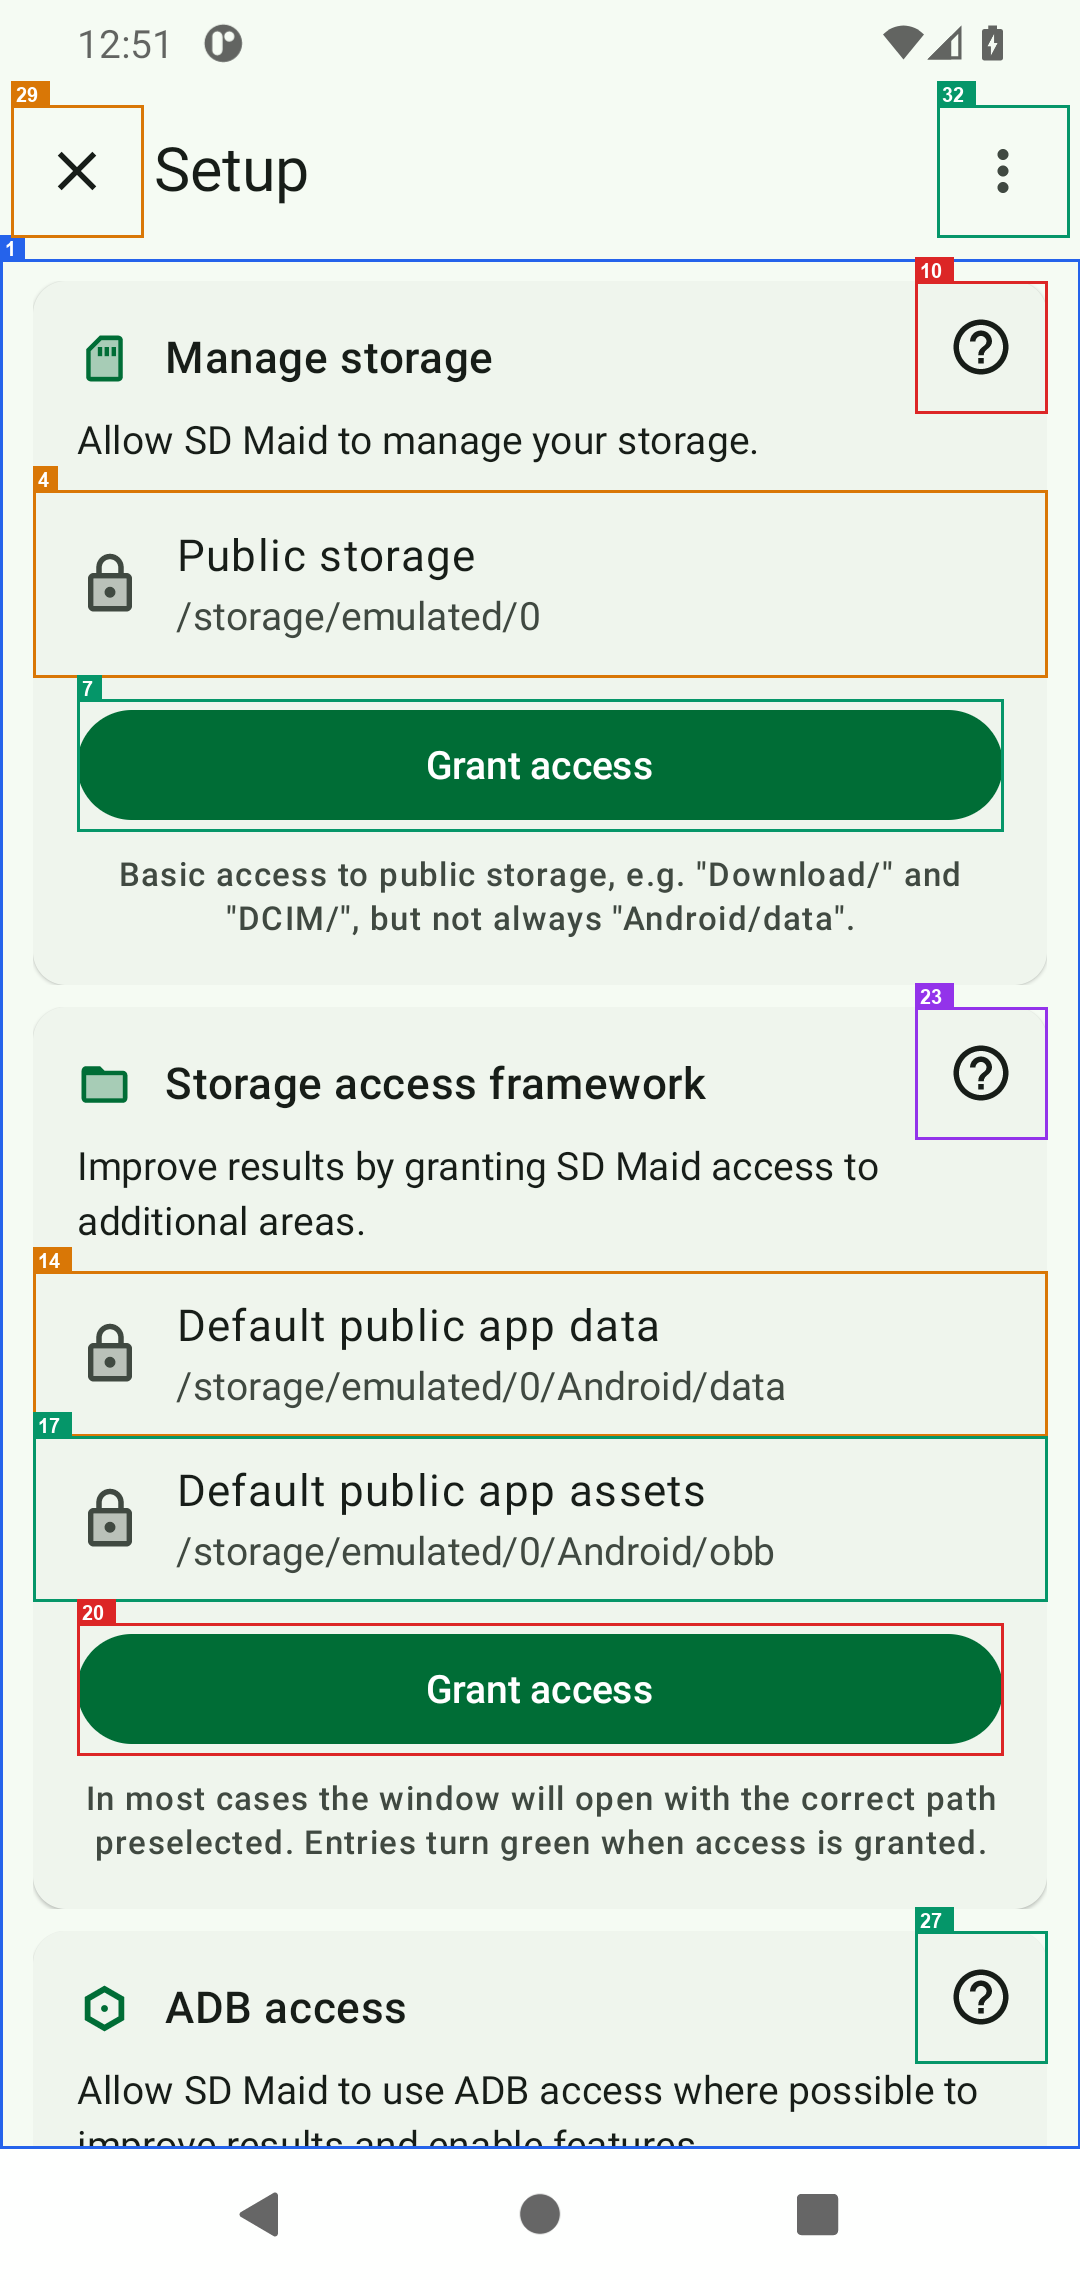 12:51
29
32
Setup
1
10
Manage storage
Allow SD Maid to manage your storage.
4
Public storage
/storage/emulated/0
7
Grant access
Basic access to public storage, e.g. "Download/" and
"DCIM/", but not always "Android/data".
23
Storage access framework
Improve results by granting SD Maid access to
additional areas.
14
Default public app data
/storage/emulated/0/Android/data
17
Default public app assets
/storage/emulated/0/Android/obb
20
Grant access
In most cases the window will open with the correct path
preselected. Entries turn green when access is granted.
27
ADB access
Allow SD Maid to use ADB access where possible to
improve results and enable features